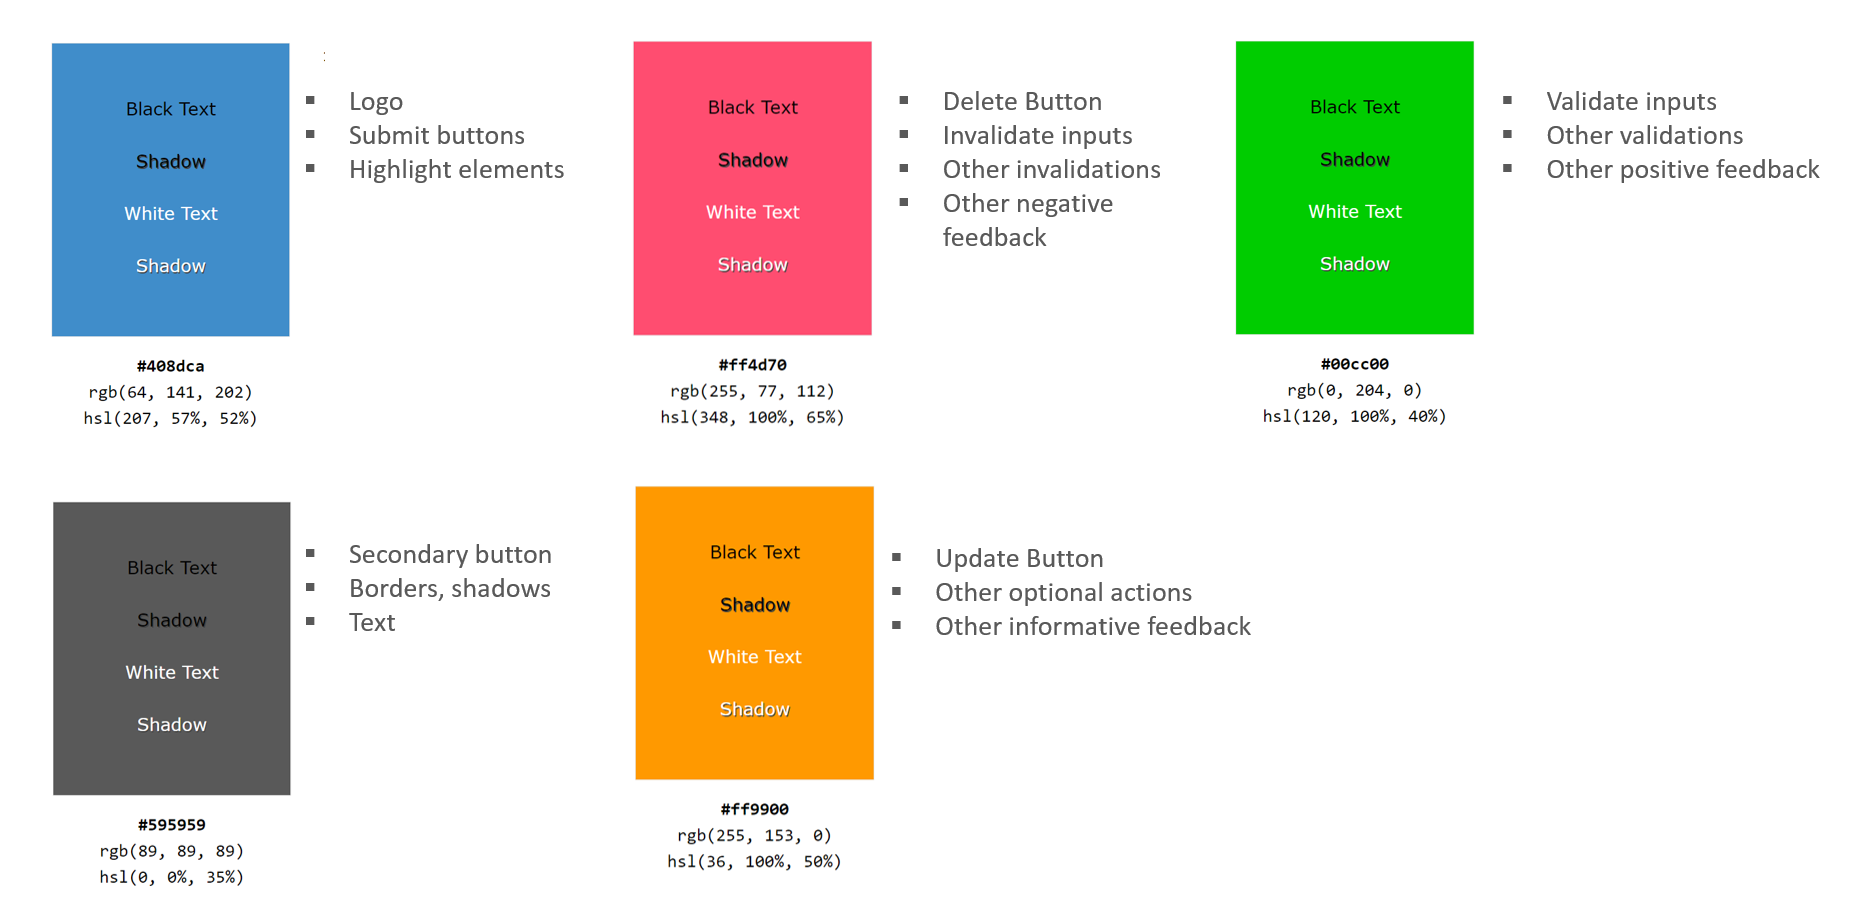 Black Text
Shadow
White Text
Shadow
#408dca
rgb(64, 141, 202)
hsl(207, 57%, 52%)
▪ Logo
▪ Submit buttons
▪ Highlight elements
Black Text
Shadow
White Text
Shadow
#ff4d70
rgb(255, 77, 112)
hsl(348, 100%, 65%)
▪ Delete Button
▪ Invalidate inputs
▪ Other invalidations
▪ Other negative
feedback
Black Text
Shadow
White Text
Shadow
#00cc00
rgb(0, 204, 0)
hsl(120, 100%, 40%)
▪ Validate inputs
▪ Other validations
▪ Other positive feedback
Black Text
Shadow
White Text
Shadow
#595959
rgb(89, 89, 89)
hsl(0, 0%, 35%)
▪ Secondary button
▪ Borders, shadows
▪ Text
Black Text
Shadow
White Text
Shadow
#ff9900
rgb(255, 153, 0)
hsl(36, 100%, 50%)
▪ Update Button
▪ Other optional actions
▪ Other informative feedback